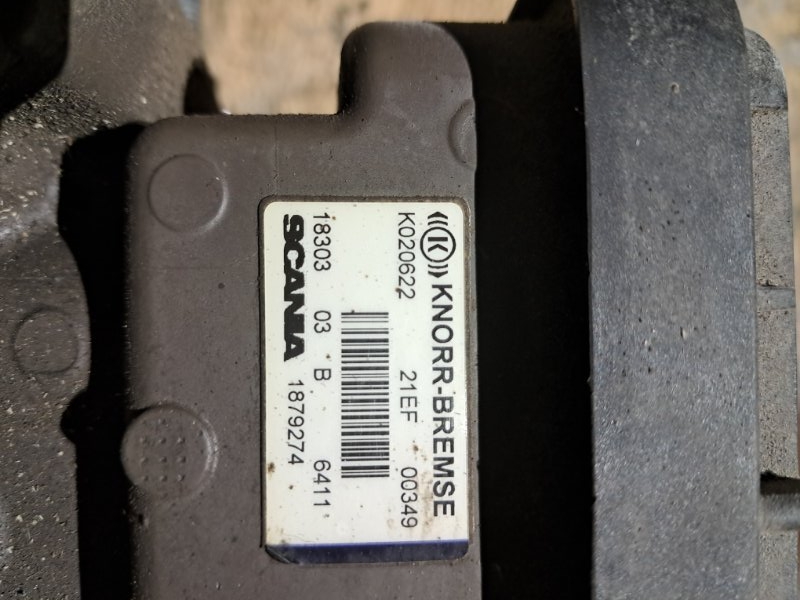 KNORR-BREMSE
K020622 21EF 00349
18303 03 B 6411
SCANIA 1879274